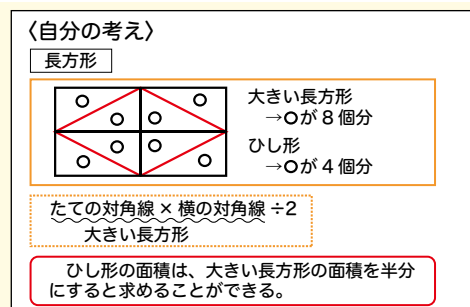 〈自分の考え〉
長方形
大きい長方形
→○が8個分
ひし形
→○が4個分
たての対角線 × 横の対角線 ÷2
大きい長方形
ひし形の面積は、大きい長方形の面積を半分
にすると求めることができる。